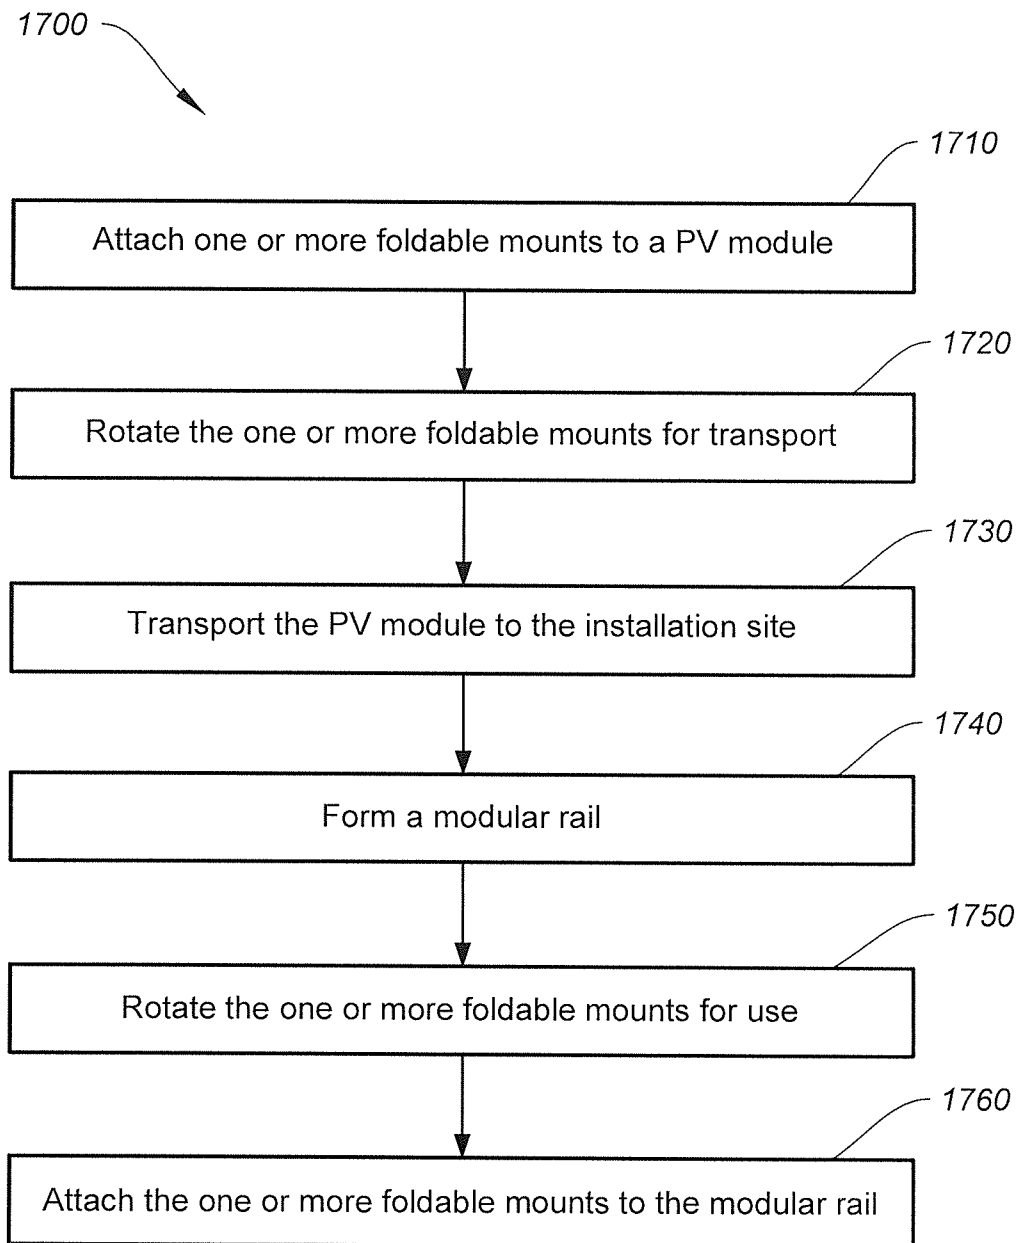 1700
1710
Attach one or more foldable mounts to a PV module
1720
Rotate the one or more foldable mounts for transport
1730
Transport the PV module to the installation site
1740
Form a modular rail
1750
Rotate the one or more foldable mounts for use
1760
Attach the one or more foldable mounts to the modular rail